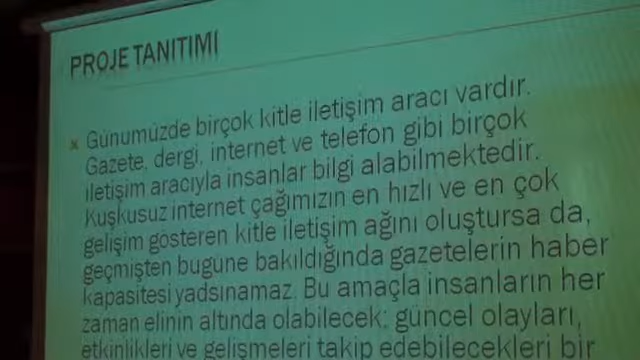 PROJE TANITIMI
Günümüzde birçok kitle iletişim aracı vardır.
Gazete, dergi, internet ve telefon gibi birçok
iletişim aracıyla insanlar bilgi alabilmektedir.
Kuşkusuz internet çağımızın en hızlı ve en çok
gelişim gösteren kitle iletişim ağını oluştursa da,
geçmişten bugüne bakıldığında gazetelerin haber
kapasitesi yadsınamaz. Bu amaçla insanların her
zaman elinin altında olabilecek; güncel olayları,
etkinlikleri ve gelişmeleri takip edebilecekleri bir